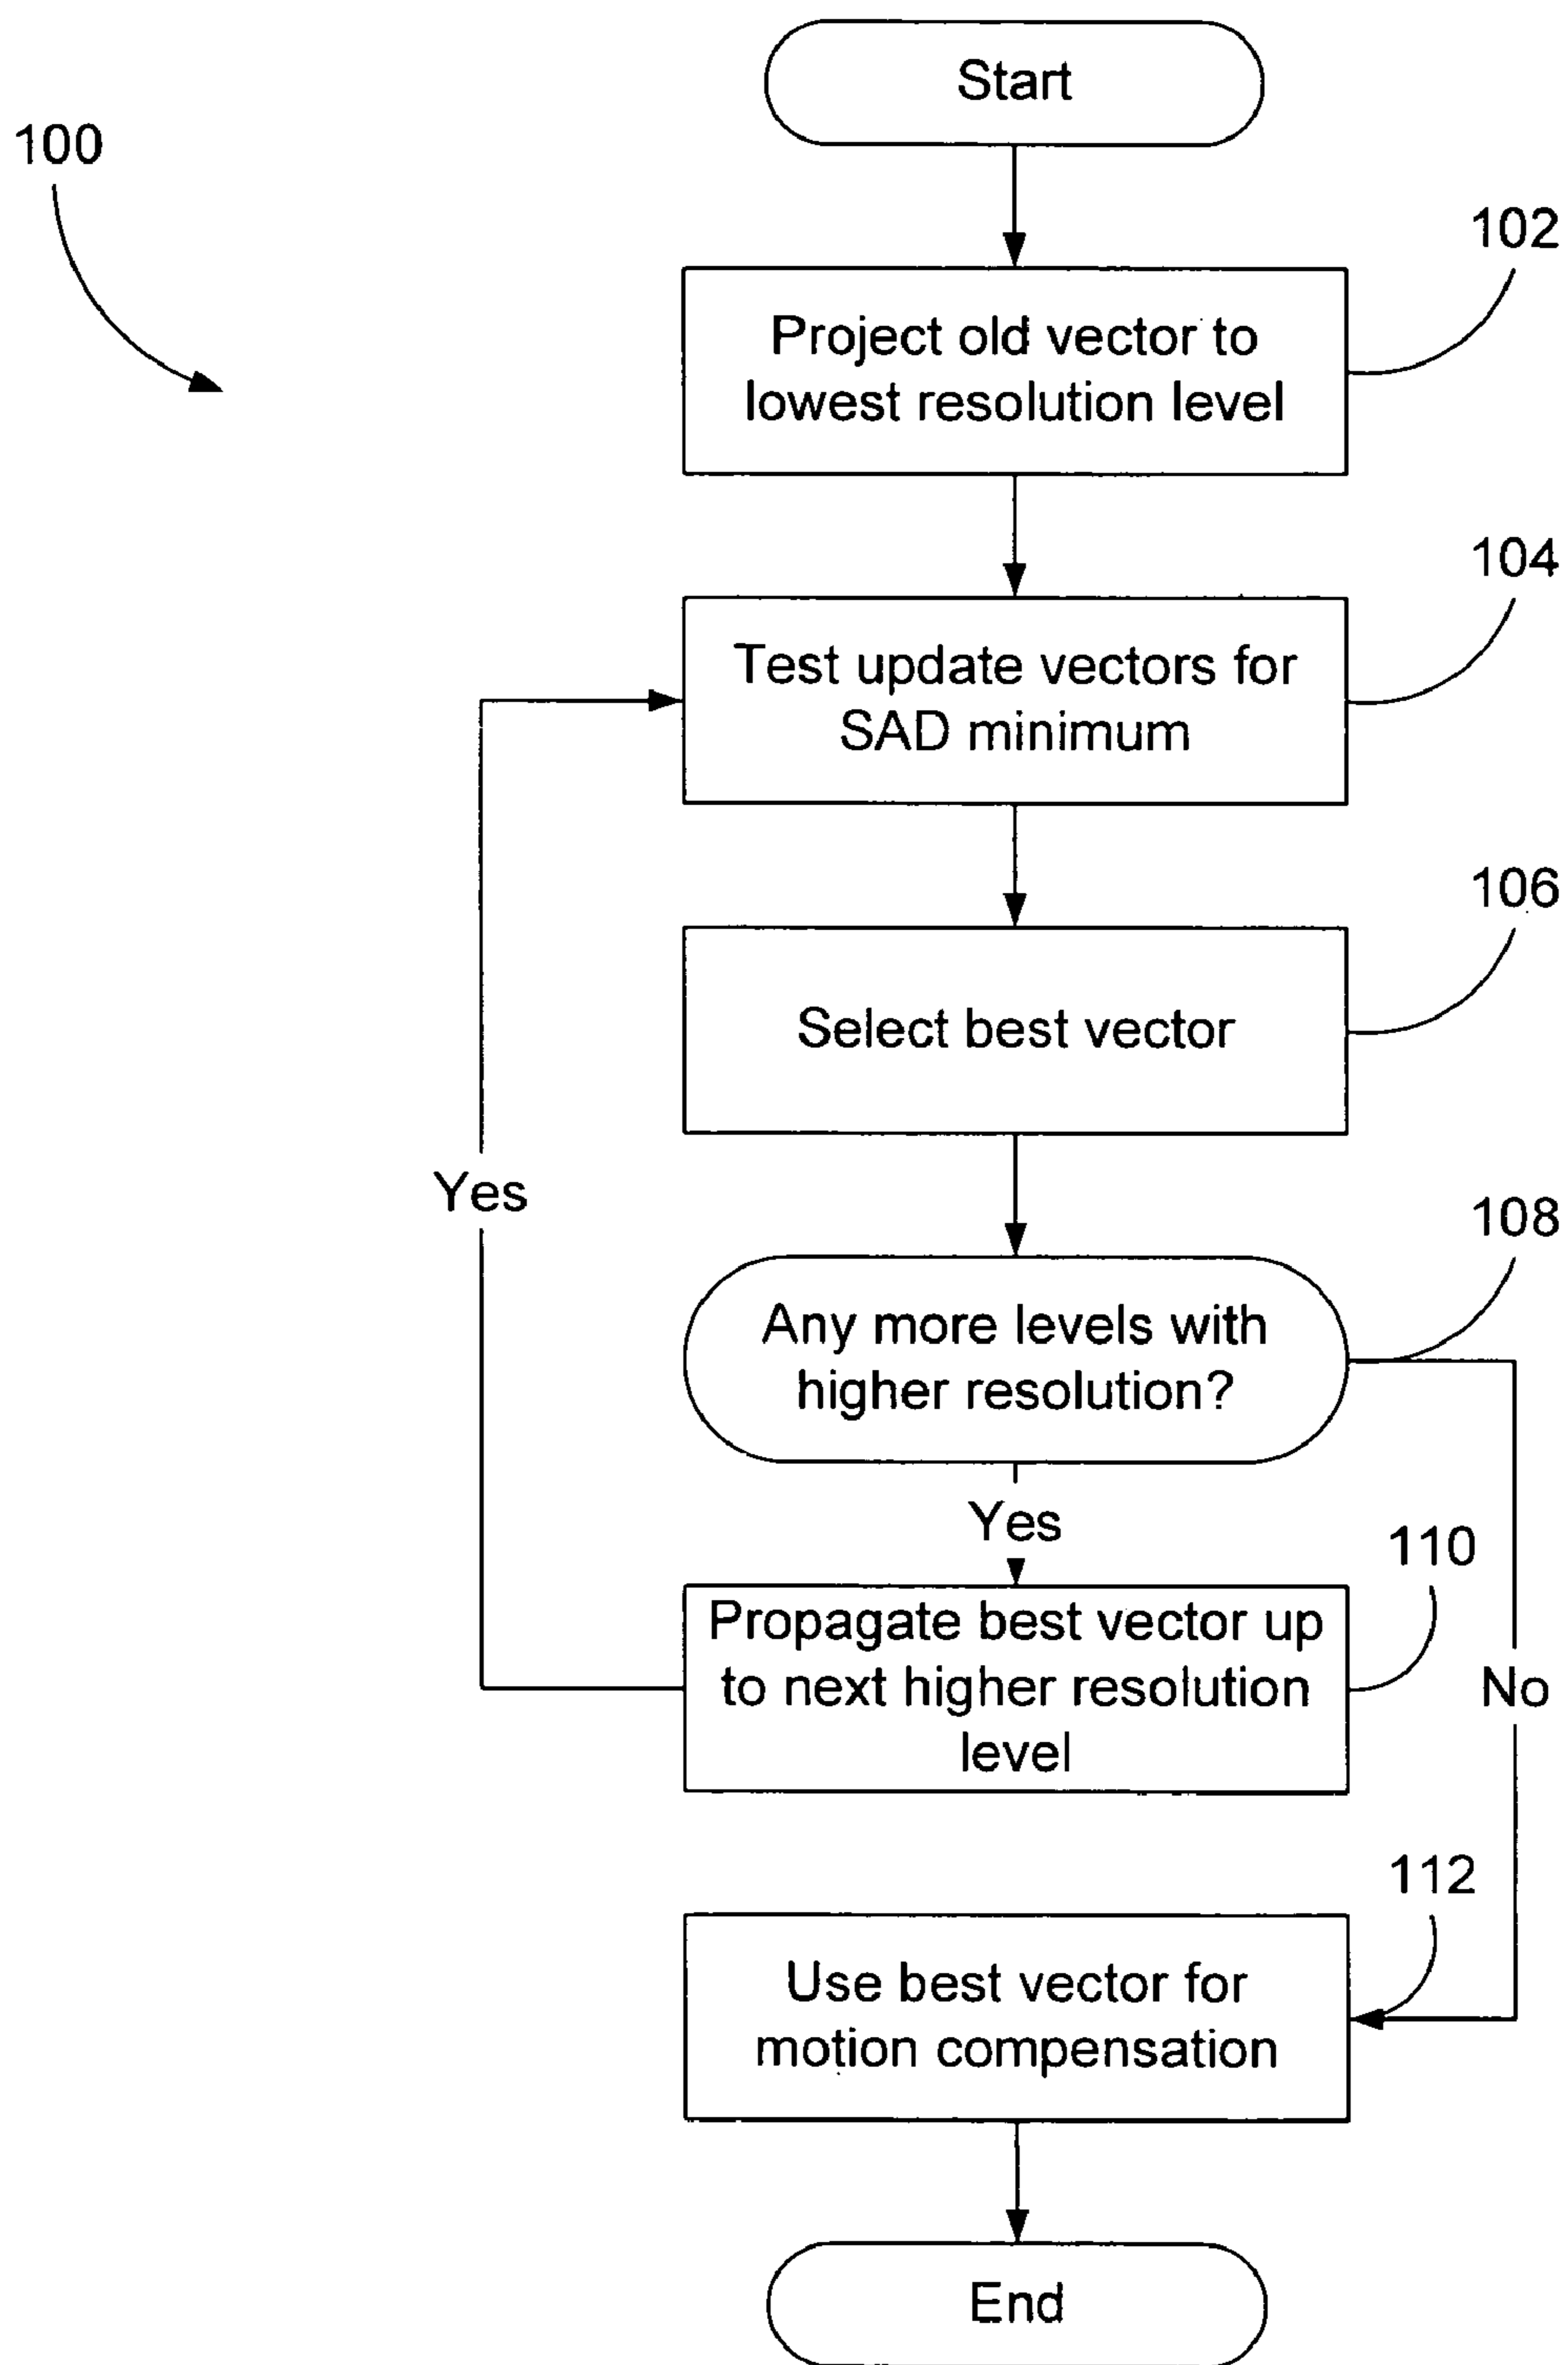 Start
100
102
Project old vector to
lowest resolution level
104
Test update vectors for
SAD minimum
106
Select best vector
Yes
108
Any more levels with
higher resolution?
Yes
110
Propagate best vector up
to next higher resolution
level
No
112
Use best vector for
motion compensation
End